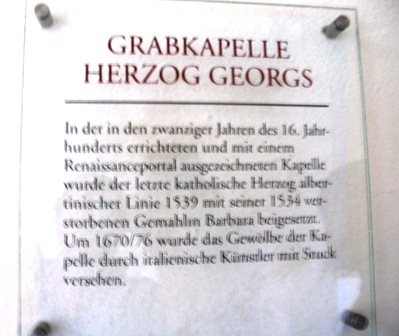 GRABKAPELLE
HERZOG GEORGS
In der in den zwanziger Jahren des 16. Jahr-
hunderts errichteten und mit einem
Renaissanceportal ausgezeichneten Kapelle
wurde der letzte katholische Herzog alber-
tinischer Linie 1539 mit seiner 1534 ver-
storbenen Gemahlin Barbara beigesetzt.
Um 1670/76 wurde das Gewölbe der Ka-
pelle durch italienische Künstler mit Stuck
versehen.